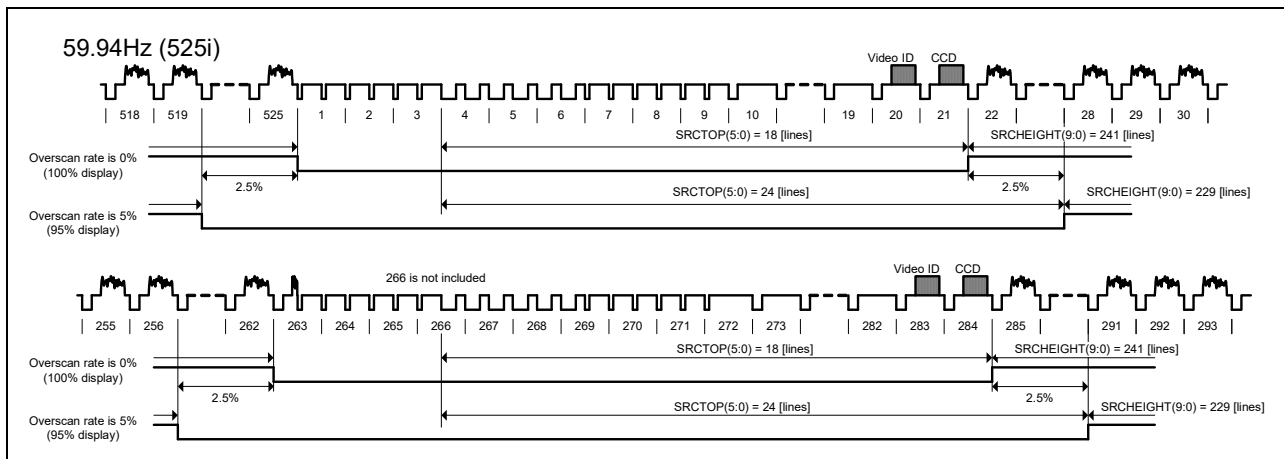 59.94Hz (525i)
Video ID CCD
518 519 525 1 2 3 4 5 6 7 8 9 10 19 20 21 22 28 29 30
SRCTOP(5:0) = 18 [lines] SRCHEIGHT(9:0) = 241 [lines]
Overscan rate is 0%
(100% display)
2.5% 2.5%
SRCTOP(5:0) = 24 [lines] SRCHEIGHT(9:0) = 229 [lines]
Overscan rate is 5%
(95% display)
266 is not included
Video ID CCD
255 256 262 263 264 265 266 267 268 269 270 271 272 273 282 283 284 285 291 292 293
SRCTOP(5:0) = 18 [lines] SRCHEIGHT(9:0) = 241 [lines]
Overscan rate is 0%
(100% display)
2.5% 2.5%
SRCTOP(5:0) = 24 [lines] SRCHEIGHT(9:0) = 229 [lines]
Overscan rate is 5%
(95% display)